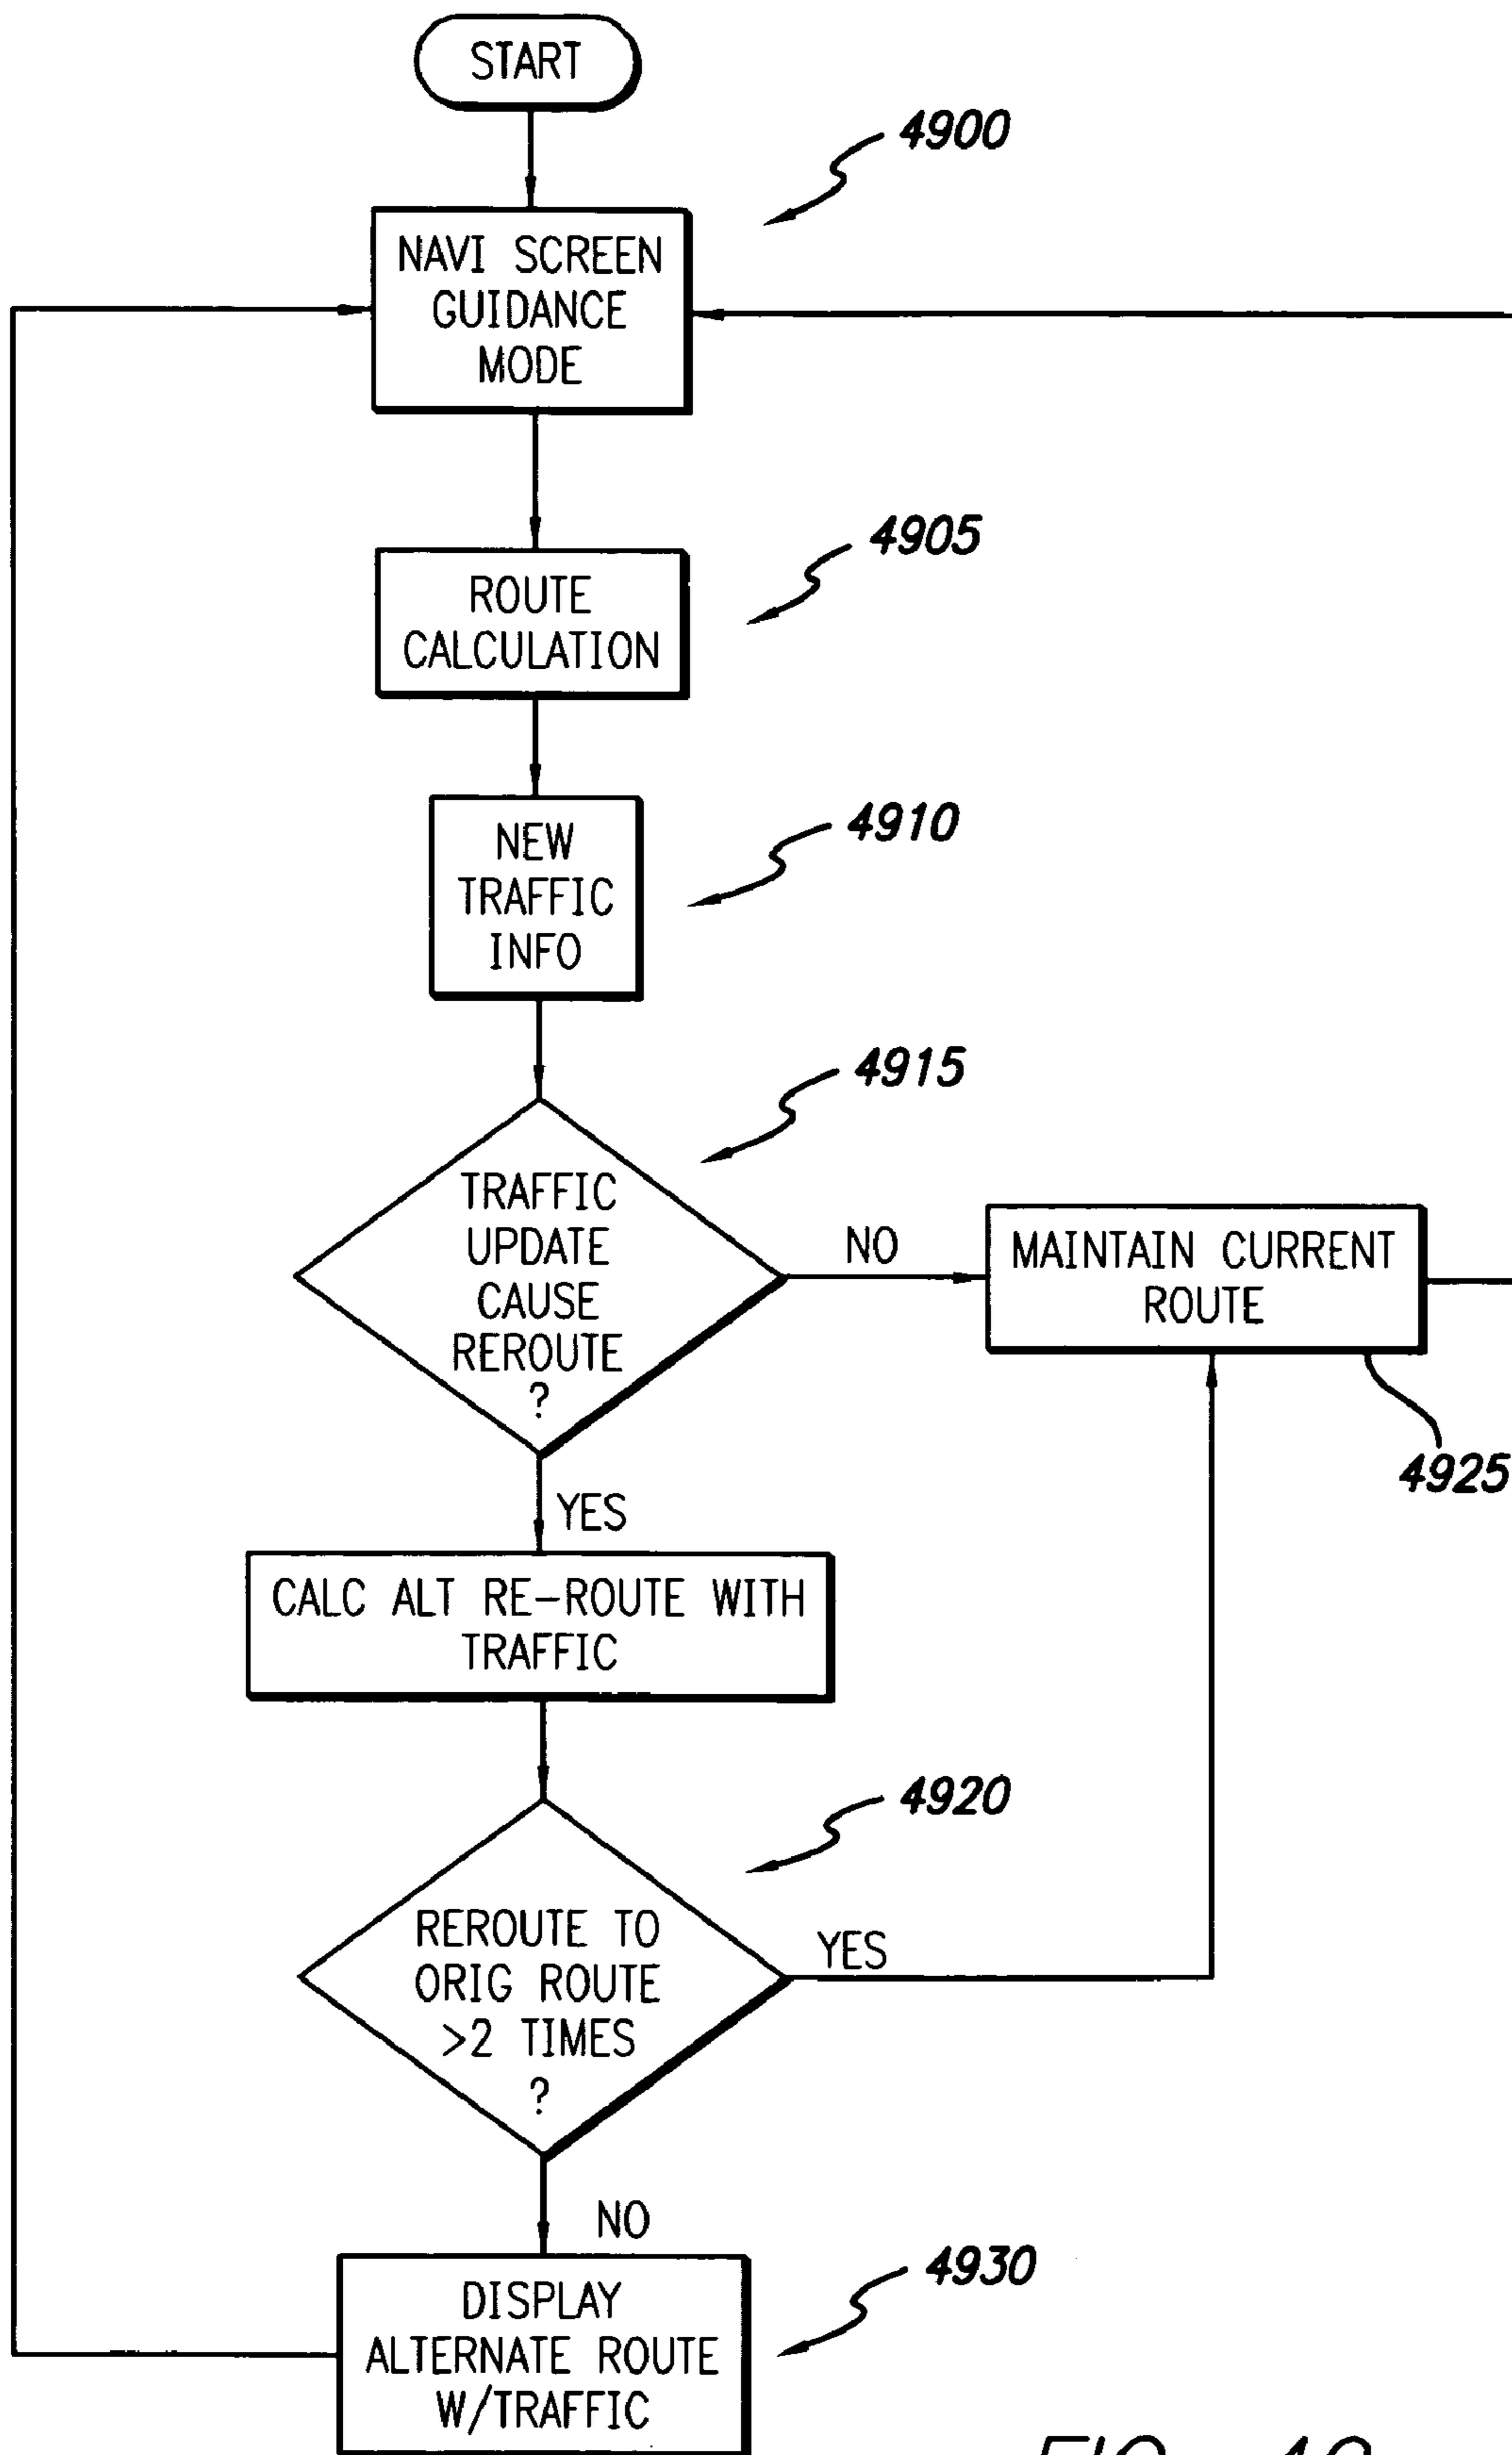 START
4900
NAVI SCREEN
GUIDANCE
MODE
4905
ROUTE
CALCULATION
4910
NEW
TRAFFIC
INFO
4915
TRAFFIC
UPDATE
CAUSE
REROUTE
?
NO
MAINTAIN CURRENT
ROUTE
4925
YES
CALC ALT RE-ROUTE WITH
TRAFFIC
4920
REROUTE TO
ORIG ROUTE
>2 TIMES
?
YES
NO
4930
DISPLAY
ALTERNATE ROUTE
W/TRAFFIC